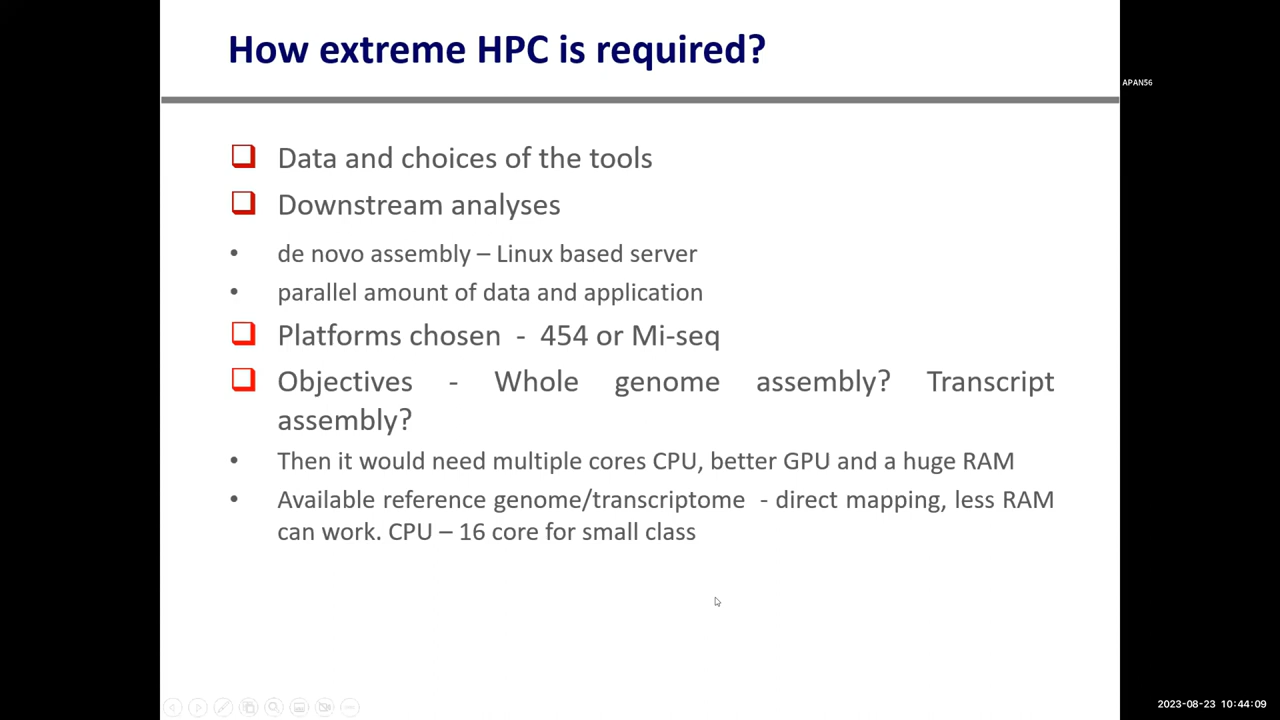 How extreme HPC is required?
APAN56
Data and choices of the tools
Downstream analyses
• de novo assembly – Linux based server
• parallel amount of data and application
Platforms chosen - 454 or Mi-seq
Objectives - Whole genome assembly? Transcript
assembly?
• Then it would need multiple cores CPU, better GPU and a huge RAM
• Available reference genome/transcriptome - direct mapping, less RAM
can work. CPU – 16 core for small class
2023-08-23 10:44:09